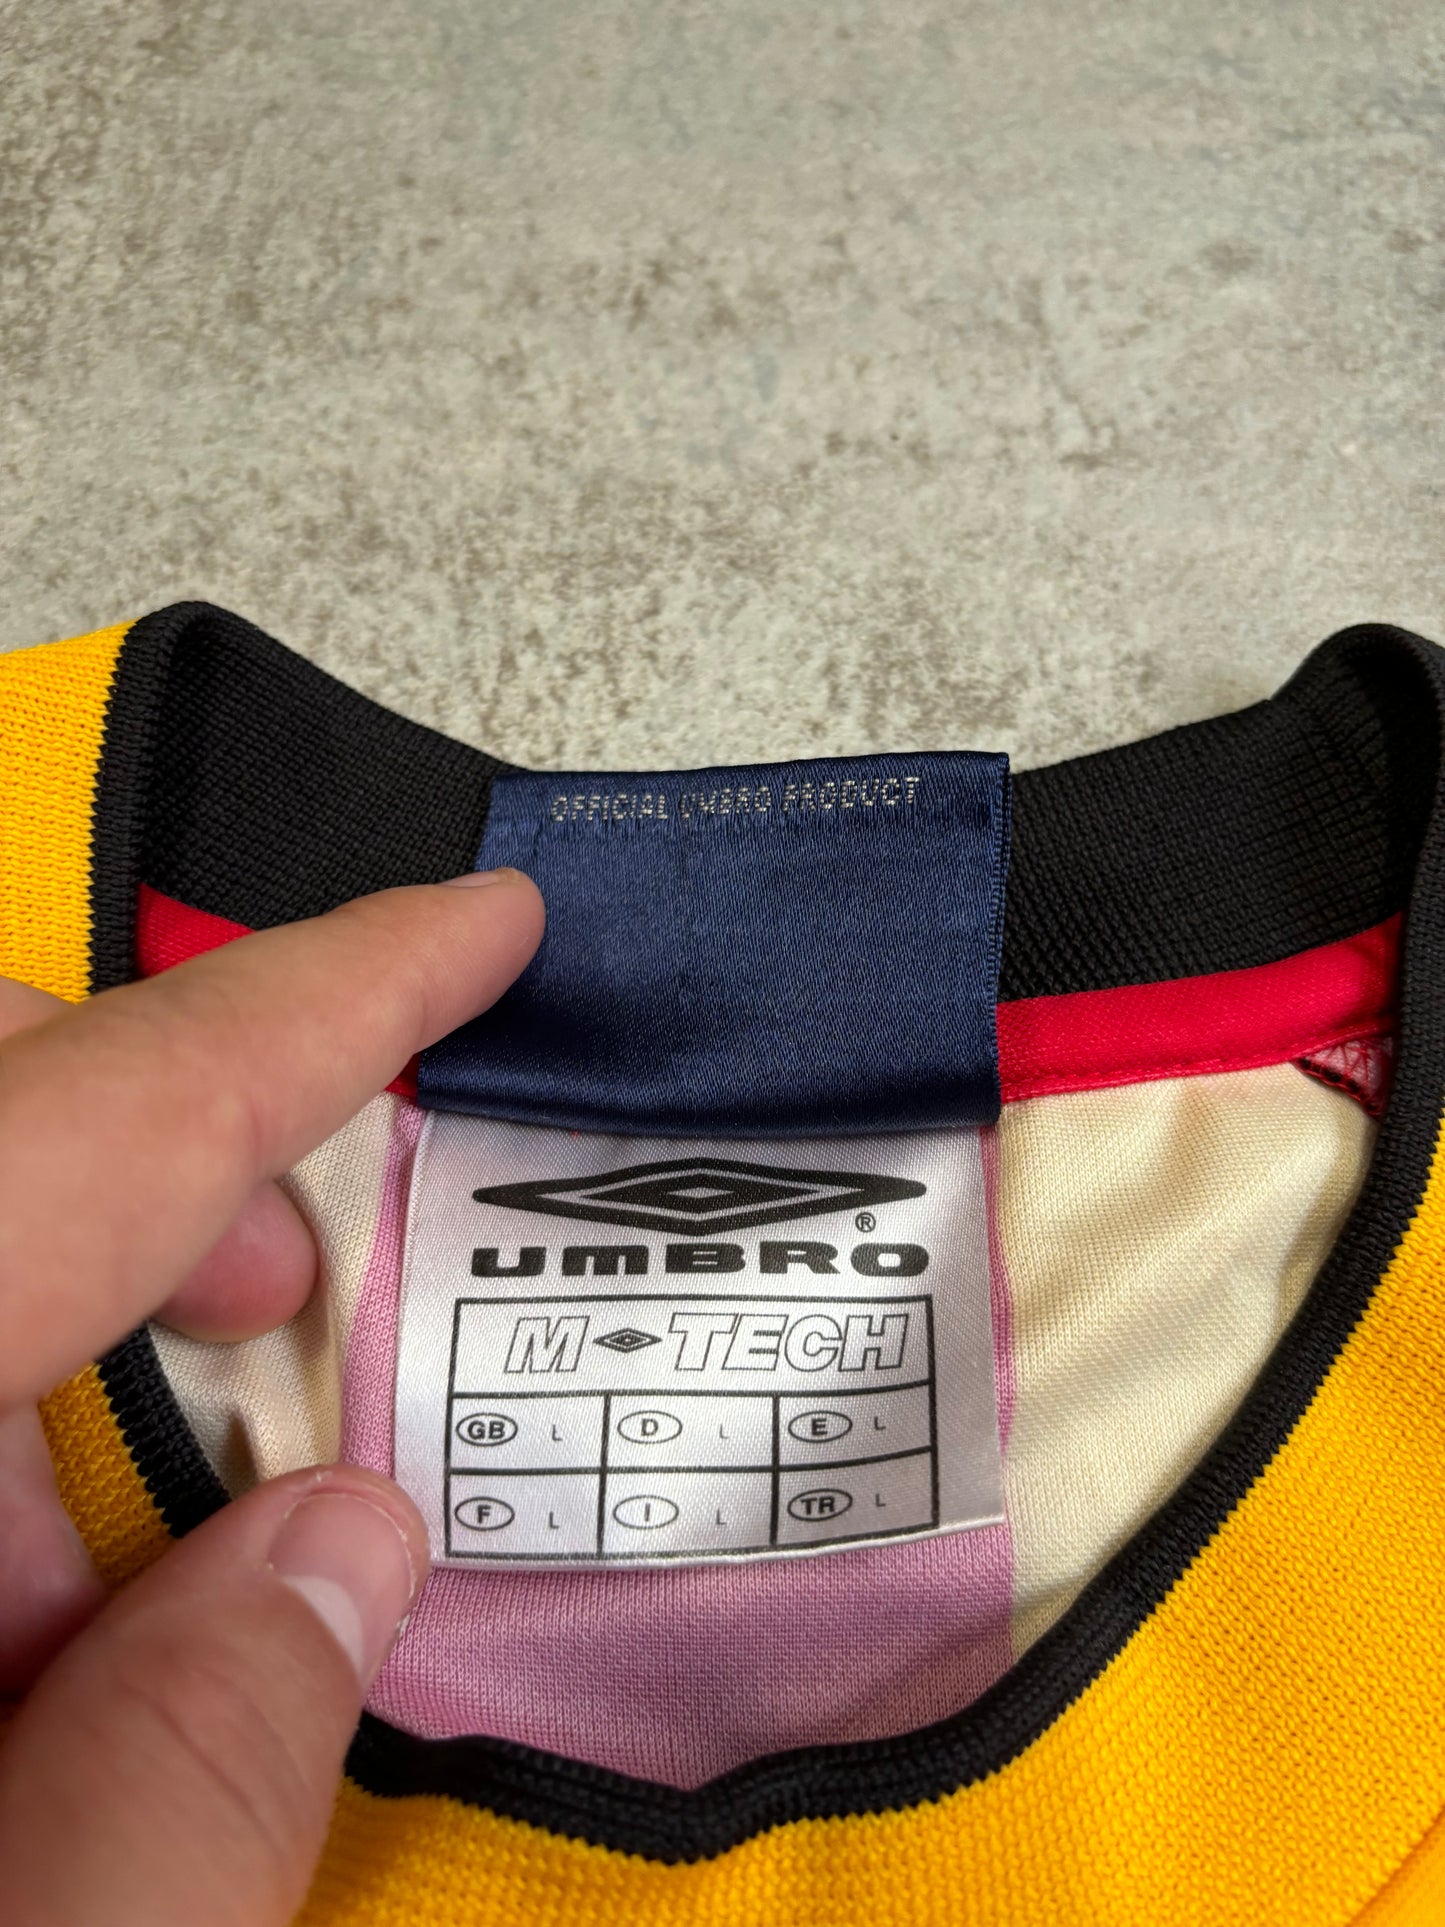 OFFICIAL UMBRO PRODUCT
®
UMBRO
M TECH
GB L D L E L
F L I L TR L